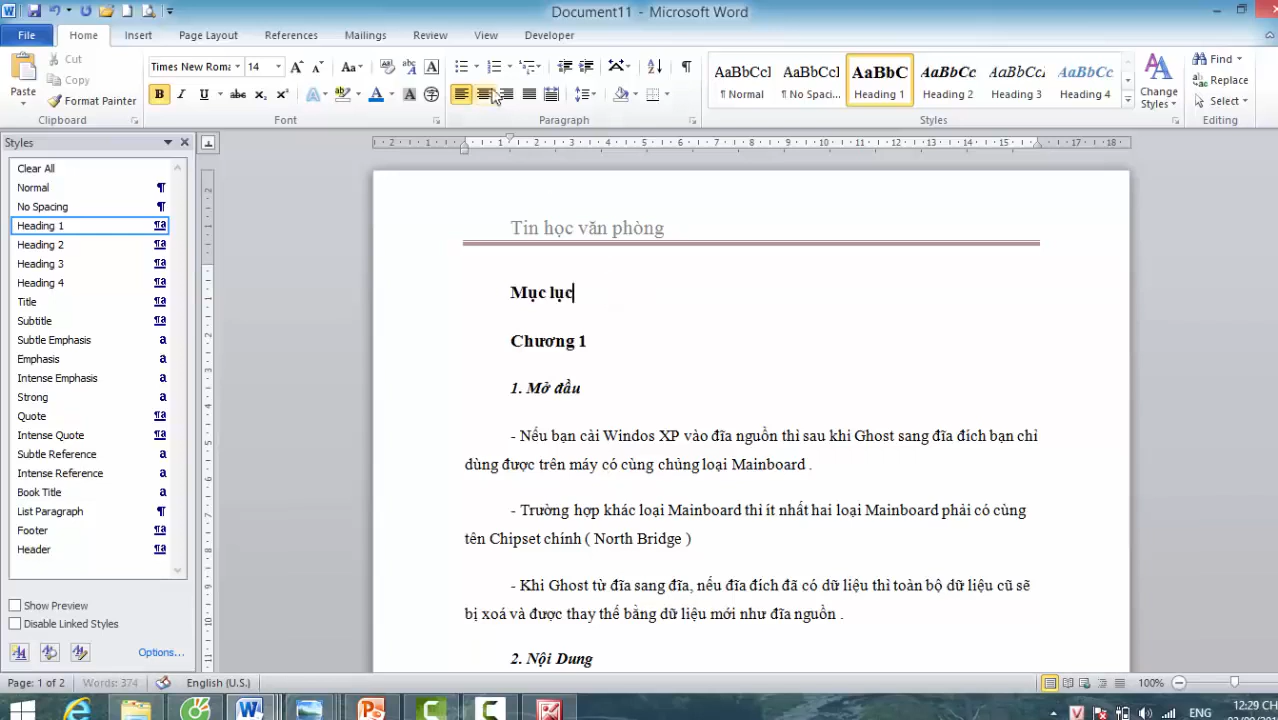 Document11 - Microsoft Word
File Home Insert Page Layout References Mailings Review View Developer
Paste
Cut
Copy
Format Painter
Clipboard
Times New Roma 14
Font
Paragraph
AaBbCcI AaBbCcI AaBbC AaBbCc AaBbCcI AaBbCc
¶ Normal ¶ No Spaci... Heading 1 Heading 2 Heading 3 Heading 4
Change
Styles
Styles
Find
Replace
Select
Editing
Styles
Clear All
Normal
No Spacing
Heading 1
Heading 2
Heading 3
Heading 4
Title
Subtitle
Subtle Emphasis
Emphasis
Intense Emphasis
Strong
Quote
Intense Quote
Subtle Reference
Intense Reference
Book Title
List Paragraph
Footer
Header
Show Preview
Disable Linked Styles
Options...
Tin học văn phòng
Mục lục
Chương 1
1. Mở đầu
- Nếu bạn cài Windos XP vào đĩa nguồn thì sau khi Ghost sang đĩa đích bạn chỉ
dùng được trên máy có cùng chủng loại Mainboard .
- Trường hợp khác loại Mainboard thì ít nhất hai loại Mainboard phải có cùng
tên Chipset chính ( North Bridge )
- Khi Ghost từ đĩa sang đĩa, nếu đĩa đích đã có dữ liệu thì toàn bộ dữ liệu cũ sẽ
bị xoá và được thay thế bằng dữ liệu mới như đĩa nguồn .
2. Nội Dung
Page: 1 of 2 Words: 374 English (U.S.) 100%
12:29 CH